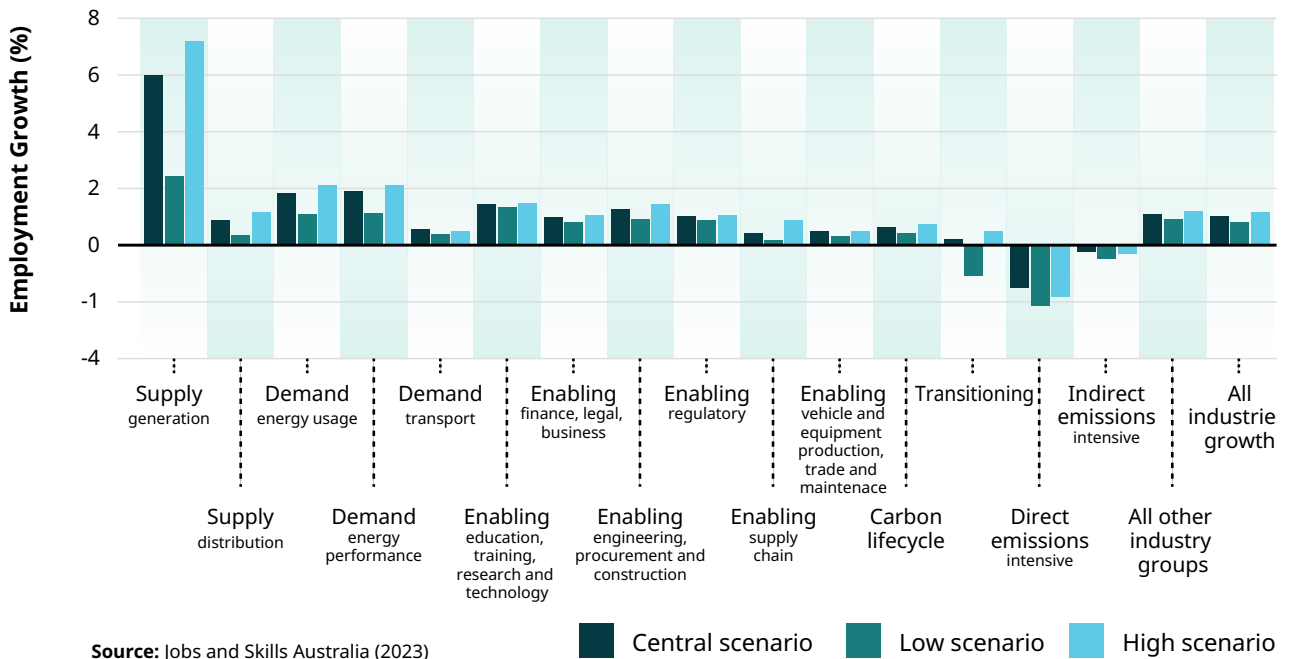 Employment Growth (%)
8
6
4
2
0
-1
-4
Supply
generation
Demand
energy usage
Demand
transport
Enabling
finance, legal,
business
Enabling
regulatory
Enabling
vehicle and
equipment
production,
trade and
maintenace
Transitioning
Indirect
emissions
intensive
All
industrie
growth
Supply
distribution
Demand
energy
performance
Enabling
education,
training,
research and
technology
Enabling
engineering,
procurement and
construction
Enabling
supply
chain
Carbon
lifecycle
Direct
emissions
intensive
All other
industry
groups
Source: Jobs and Skills Australia (2023)
Central scenario
Low scenario
High scenario